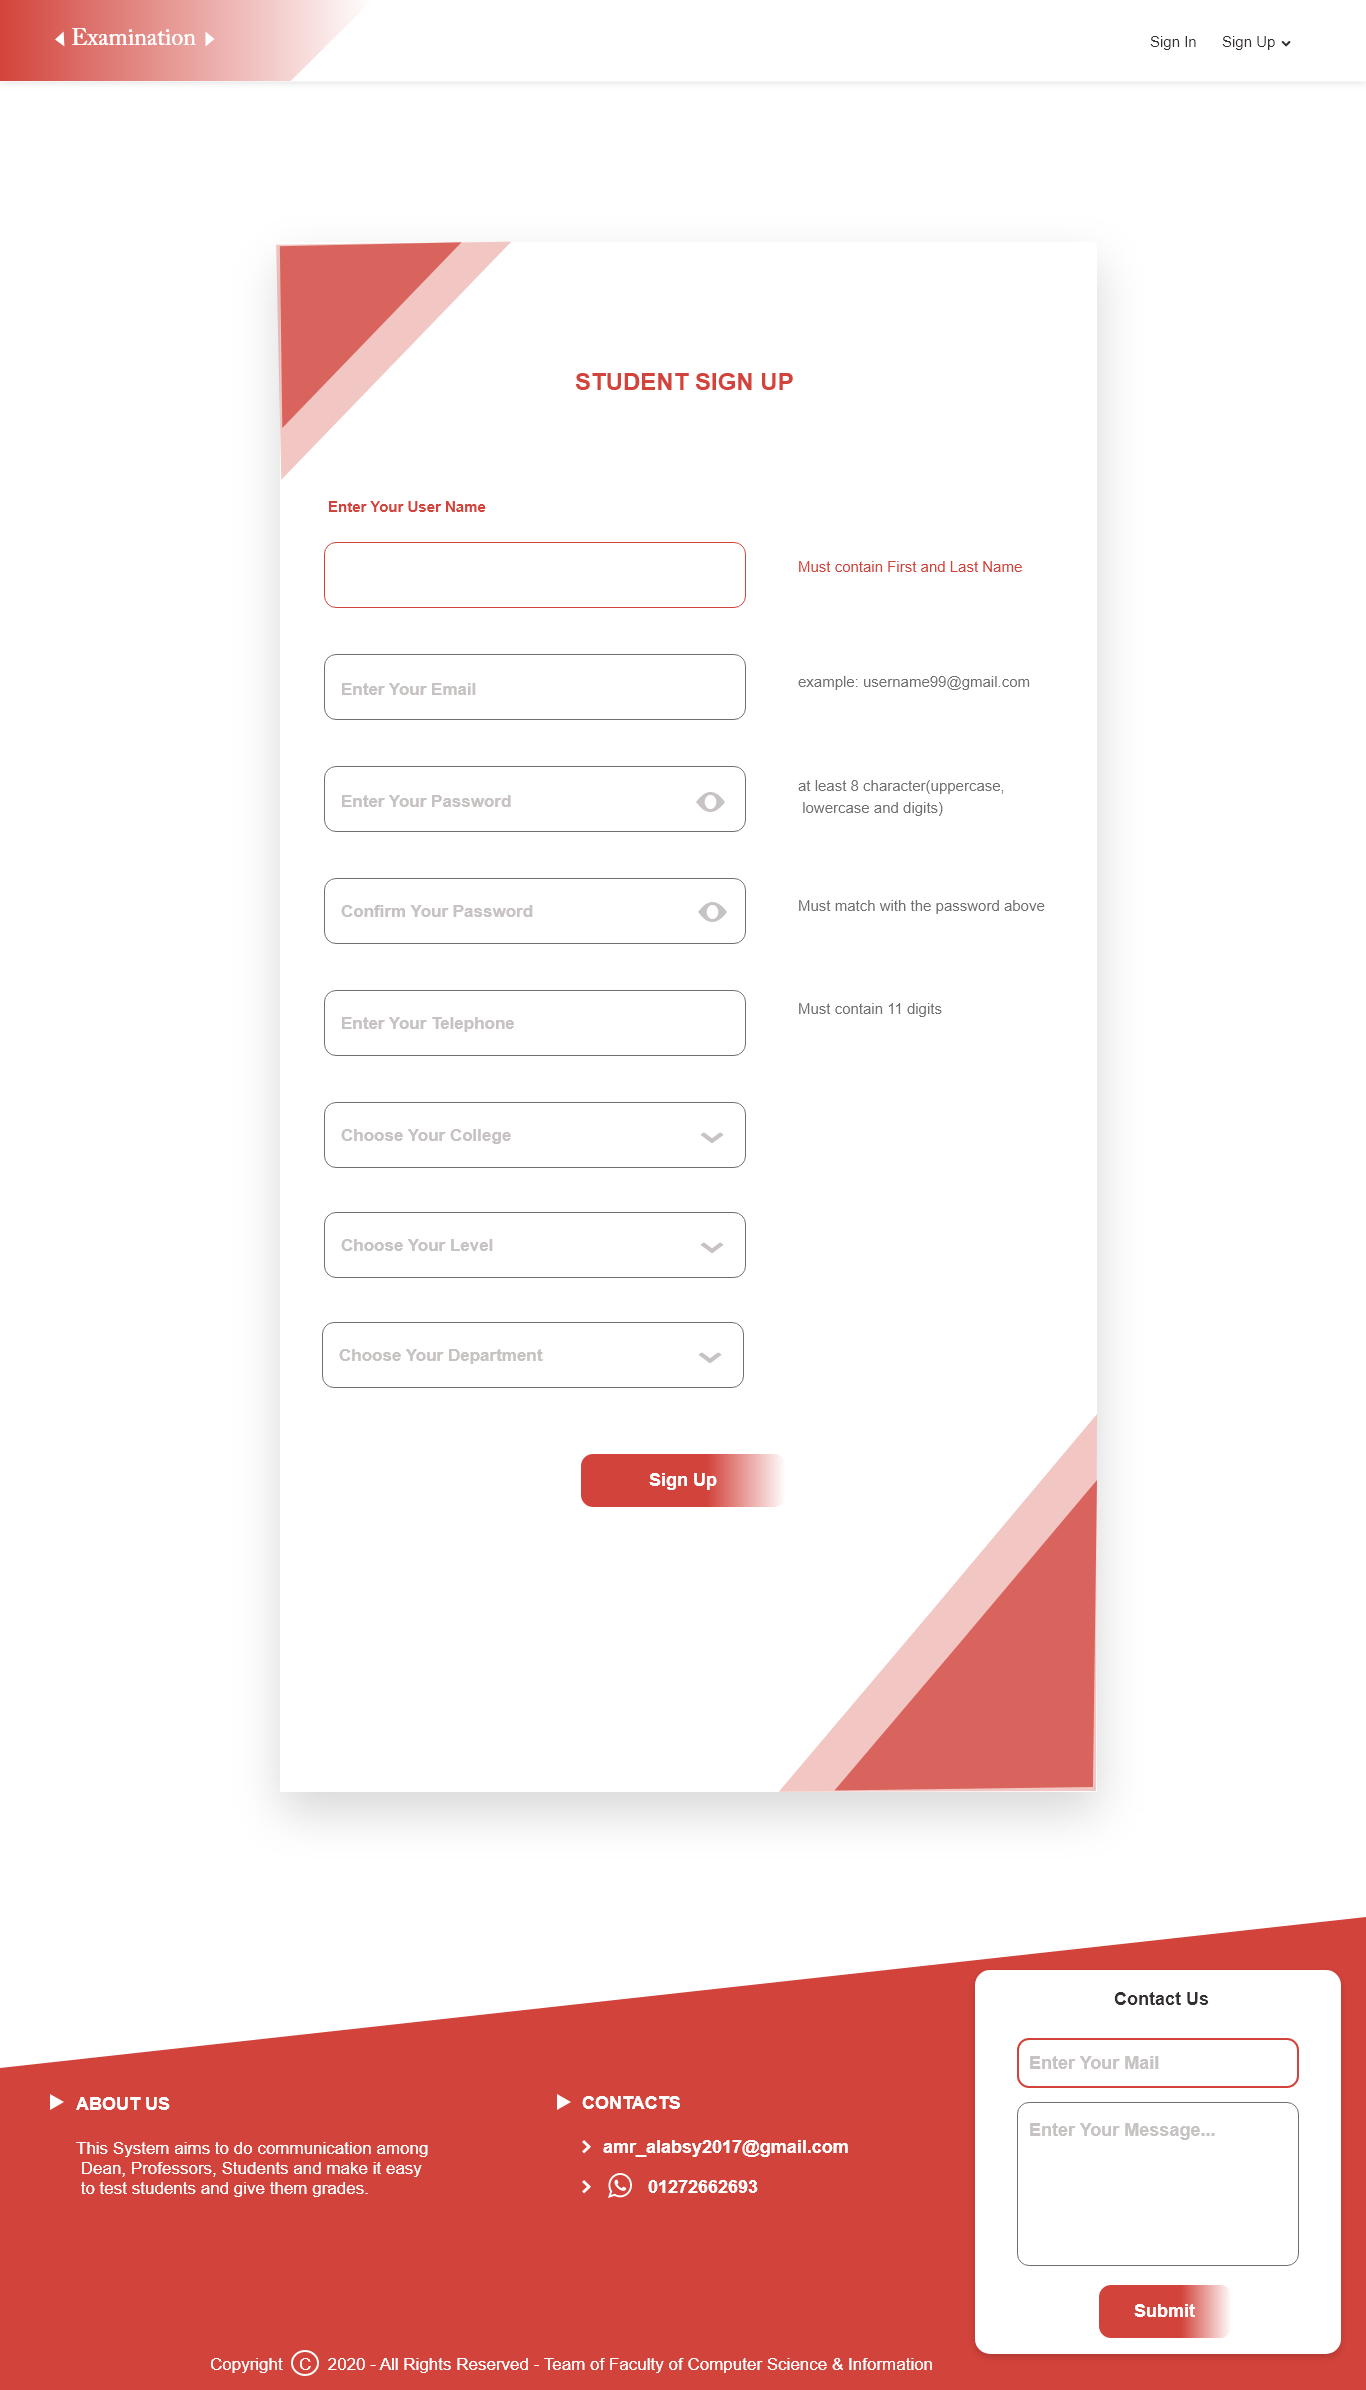 Examination
Sign In
Sign Up
STUDENT SIGN UP
Enter Your User Name
Must contain First and Last Name
Enter Your Email
example: username99@gmail.com
Enter Your Password
at least 8 character(uppercase,
lowercase and digits)
Confirm Your Password
Must match with the password above
Enter Your Telephone
Must contain 11 digits
Choose Your College
Choose Your Level
Choose Your Department
Sign Up
Contact Us
Enter Your Mail
Enter Your Message...
Submit
ABOUT US
This System aims to do communication among
Dean, Professors, Students and make it easy
to test students and give them grades.
CONTACTS
amr_alabsy2017@gmail.com
01272662693
Copyright © 2020 - All Rights Reserved - Team of Faculty of Computer Science & Information